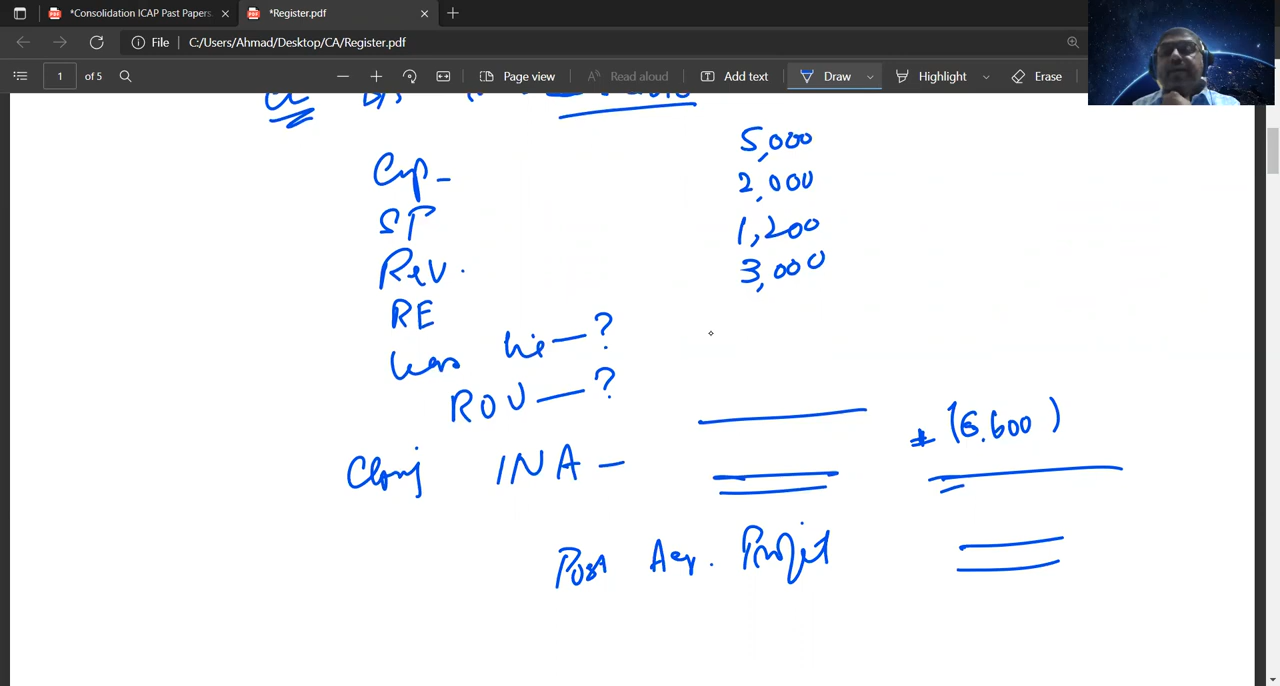 *Consolidation ICAP Past Papers.
*Register.pdf
File C:/Users/Ahmad/Desktop/CA/Register.pdf
1 of 5 Page view Read aloud Add text Draw Highlight Erase
5,000
Cap - 2,000
ST 1,200
Rev. 3,000
RE
Less ?
ROU — ?
(6,600)
INA —
Post Acq. Profit